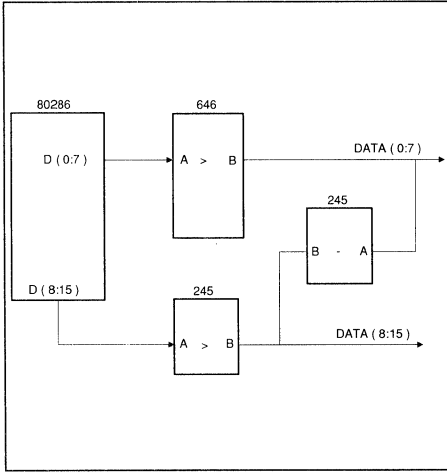 80286
646
D ( 0:7 )
A > B
DATA ( 0:7 )
245
B - A
D ( 8:15 )
245
A > B
DATA ( 8:15 )